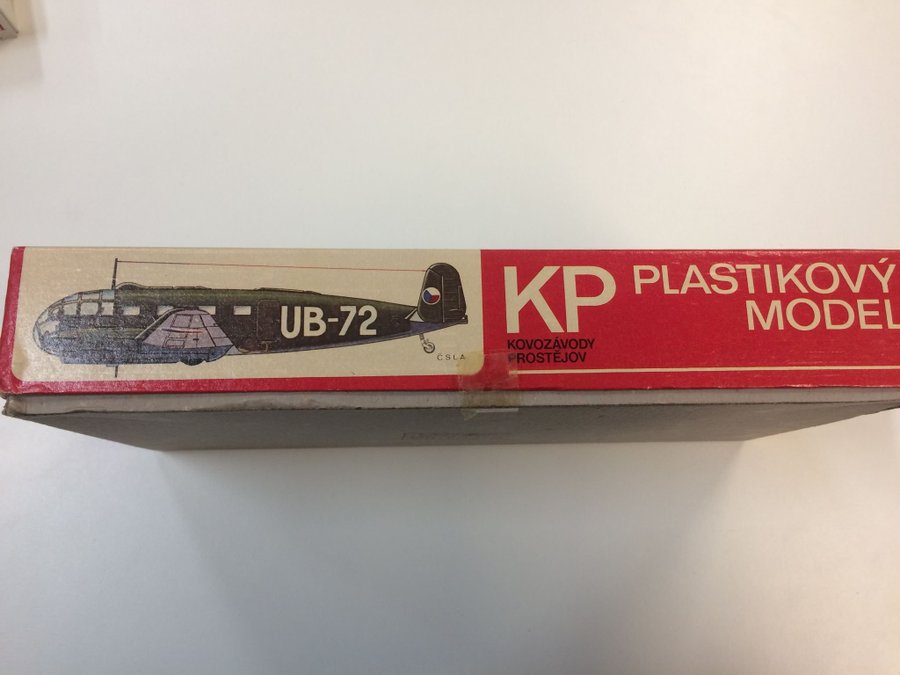 UB-72
ČSLA
KP
KOVOZÁVODY
PROSTĚJOV
PLASTIKOVÝ
MODEL